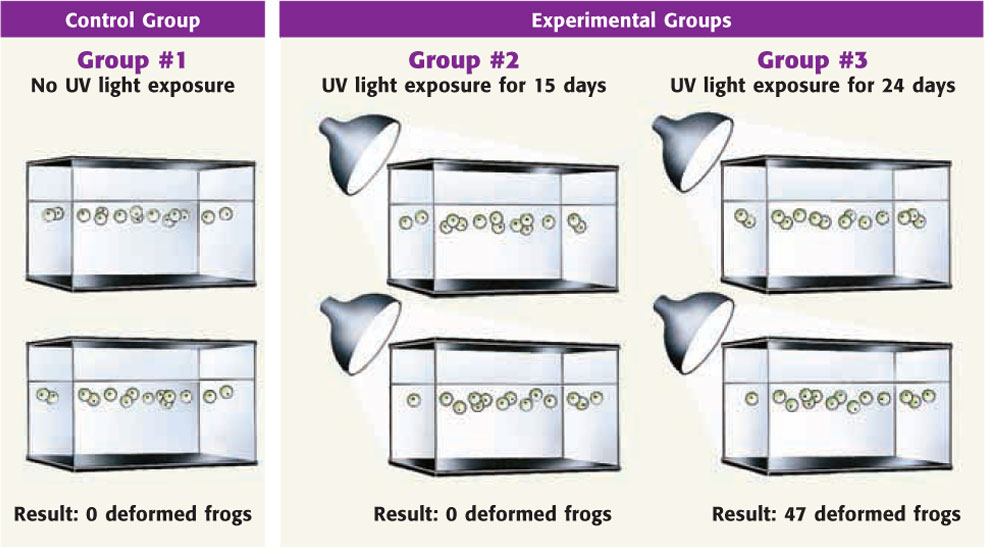 Control Group
Experimental Groups
Group #1
No UV light exposure
Group #2
UV light exposure for 15 days
Group #3
UV light exposure for 24 days
Result: 0 deformed frogs
Result: 0 deformed frogs
Result: 47 deformed frogs